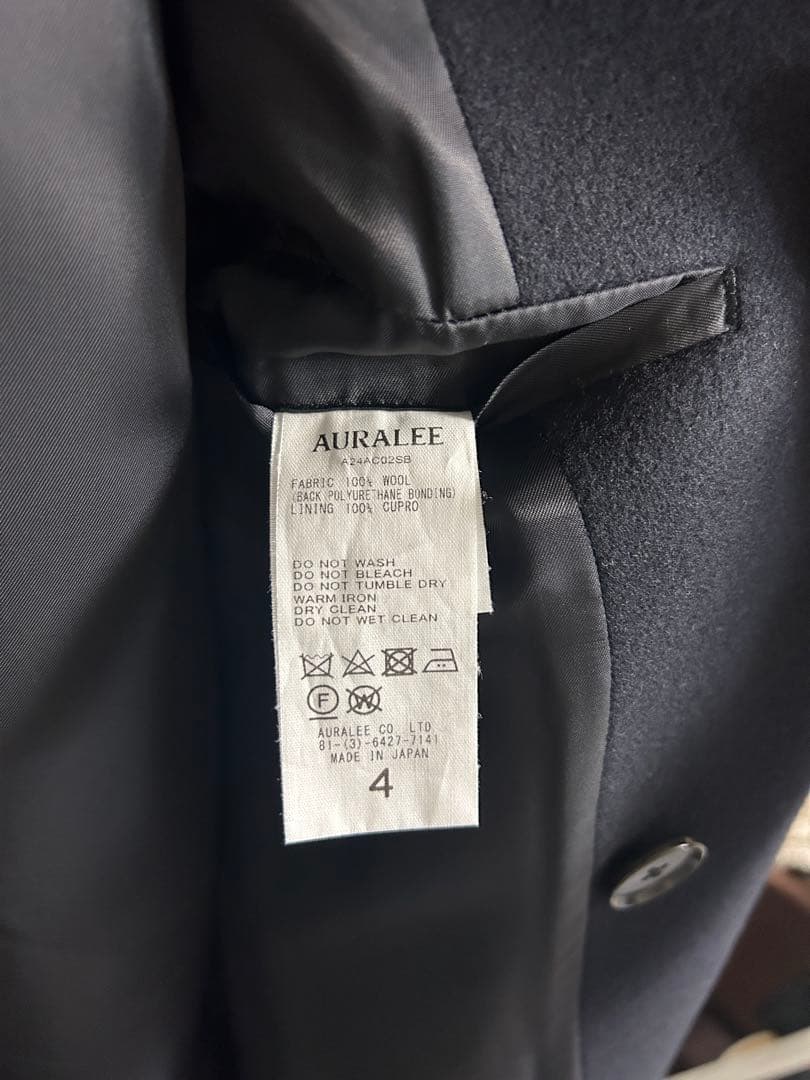 AURALEE
A24AC02SB
FABRIC 100% WOOL
(BACK POLYURETHANE BONDING)
LINING 100% CUPRO
DO NOT WASH
DO NOT BLEACH
DO NOT TUMBLE DRY
WARM IRON
DRY CLEAN
DO NOT WET CLEAN
F W
AURALEE CO. LTD
81-(3)-6427-7141
MADE IN JAPAN
4